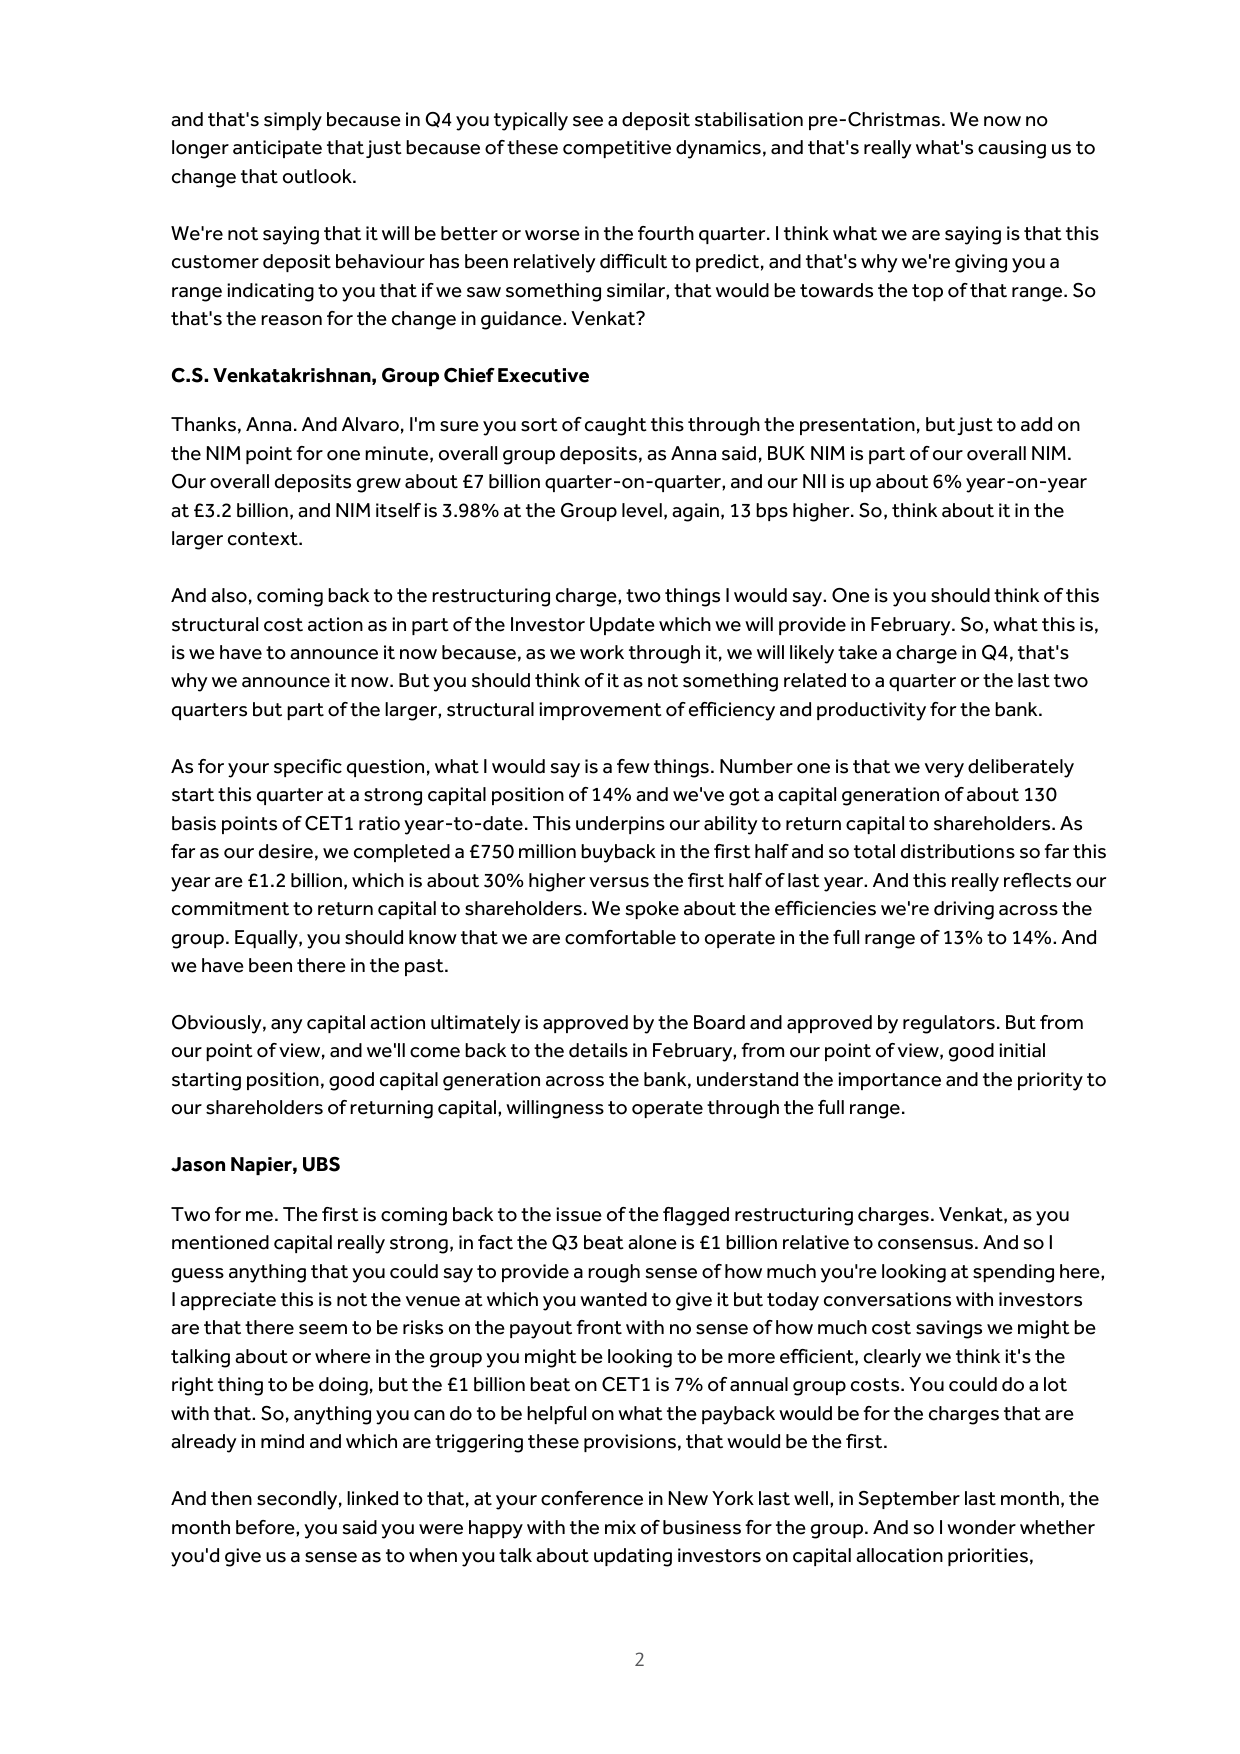 and that's simply because in Q4 you typically see a deposit stabilisation pre-Christmas. We now no
longer anticipate that just because of these competitive dynamics, and that's really what's causing us to
change that outlook.
We're not saying that it will be better or worse in the fourth quarter. I think what we are saying is that this
customer deposit behaviour has been relatively difficult to predict, and that's why we're giving you a
range indicating to you that if we saw something similar, that would be towards the top of that range. So
that's the reason for the change in guidance. Venkat?
C.S. Venkatakrishnan, Group Chief Executive
Thanks, Anna. And Alvaro, I'm sure you sort of caught this through the presentation, but just to add on
the NIM point for one minute, overall group deposits, as Anna said, BUK NIM is part of our overall NIM.
Our overall deposits grew about £7 billion quarter-on-quarter, and our NII is up about 6% year-on-year
at £3.2 billion, and NIM itself is 3.98% at the Group level, again, 13 bps higher. So, think about it in the
larger context.
And also, coming back to the restructuring charge, two things I would say. One is you should think of this
structural cost action as in part of the Investor Update which we will provide in February. So, what this is,
is we have to announce it now because, as we work through it, we will likely take a charge in Q4, that's
why we announce it now. But you should think of it as not something related to a quarter or the last two
quarters but part of the larger, structural improvement of efficiency and productivity for the bank.
As for your specific question, what I would say is a few things. Number one is that we very deliberately
start this quarter at a strong capital position of 14% and we've got a capital generation of about 130
basis points of CET1 ratio year-to-date. This underpins our ability to return capital to shareholders. As
far as our desire, we completed a £750 million buyback in the first half and so total distributions so far this
year are £1.2 billion, which is about 30% higher versus the first half of last year. And this really reflects our
commitment to return capital to shareholders. We spoke about the efficiencies we're driving across the
group. Equally, you should know that we are comfortable to operate in the full range of 13% to 14%. And
we have been there in the past.
Obviously, any capital action ultimately is approved by the Board and approved by regulators. But from
our point of view, and we'll come back to the details in February, from our point of view, good initial
starting position, good capital generation across the bank, understand the importance and the priority to
our shareholders of returning capital, willingness to operate through the full range.
Jason Napier, UBS
Two for me. The first is coming back to the issue of the flagged restructuring charges. Venkat, as you
mentioned capital really strong, in fact the Q3 beat alone is £1 billion relative to consensus. And so I
guess anything that you could say to provide a rough sense of how much you're looking at spending here,
I appreciate this is not the venue at which you wanted to give it but today conversations with investors
are that there seem to be risks on the payout front with no sense of how much cost savings we might be
talking about or where in the group you might be looking to be more efficient, clearly we think it's the
right thing to be doing, but the £1 billion beat on CET1 is 7% of annual group costs. You could do a lot
with that. So, anything you can do to be helpful on what the payback would be for the charges that are
already in mind and which are triggering these provisions, that would be the first.
And then secondly, linked to that, at your conference in New York last well, in September last month, the
month before, you said you were happy with the mix of business for the group. And so I wonder whether
you'd give us a sense as to when you talk about updating investors on capital allocation priorities,
2